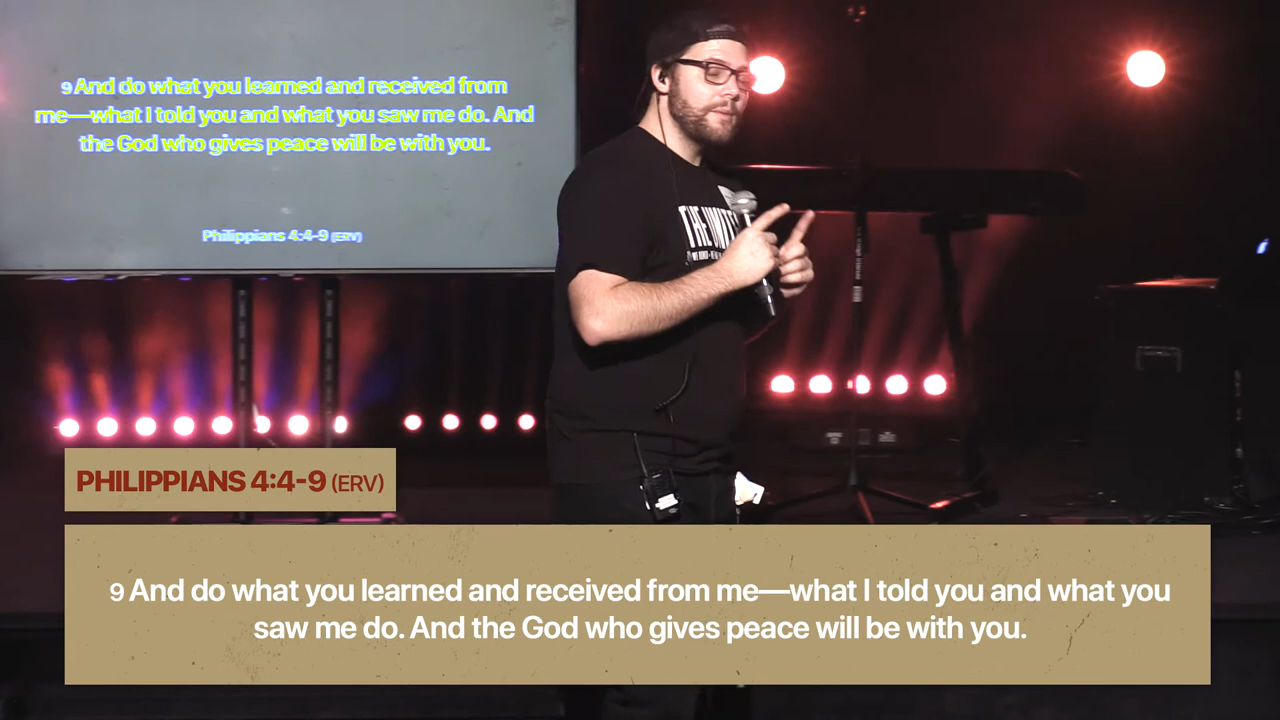 9 And do what you learned and received from
me—what I told you and what you saw me do. And
the God who gives peace will be with you.
Philippians 4:4-9 (ERV)
THE
PHILIPPIANS 4:4-9 (ERV)
9 And do what you learned and received from me—what I told you and what you
saw me do. And the God who gives peace will be with you.